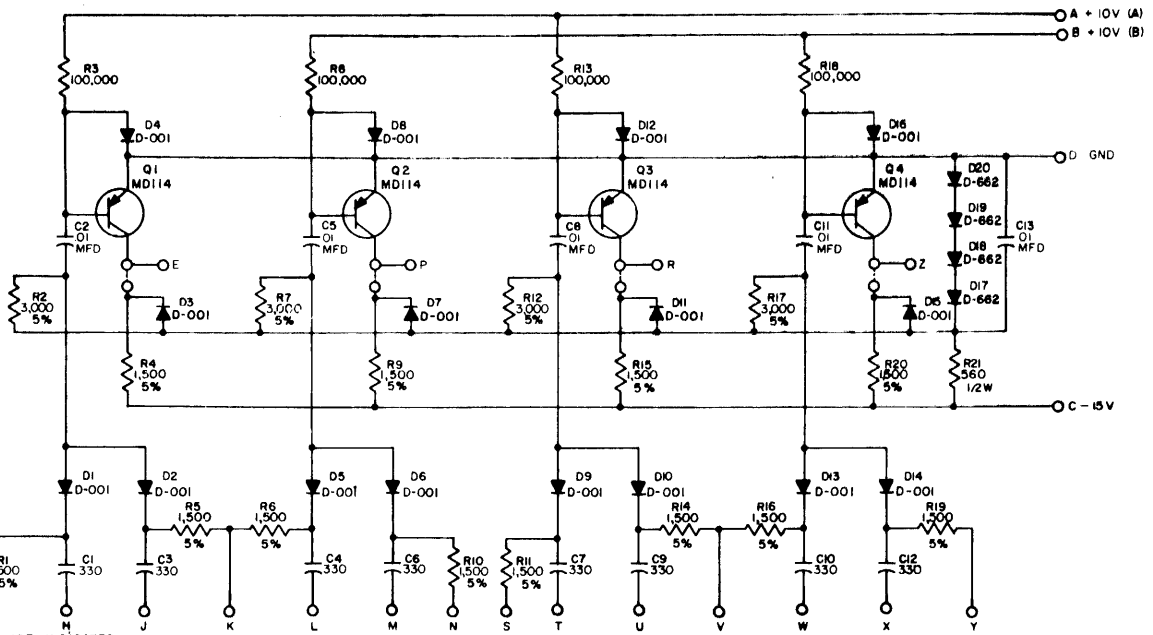 A + 10V (A)
B + 10V (B)
R3
100,000
R8
100,000
R13
100,000
R18
100,000
D4
D-001
D8
D-001
D12
D-001
D16
D-001
D GND
Q1
MD114
Q2
MD114
Q3
MD114
Q4
MD114
D20
D-662
D19
D-662
D18
D-662
D17
D-662
C2
.01
MFD
C5
.01
MFD
C8
.01
MFD
C11
.01
MFD
C13
.01
MFD
E
P
R
Z
R2
3,000
5%
D3
D-001
R7
3,000
5%
D7
D-001
R12
3,000
5%
D11
D-001
R17
3,000
5%
D15
D-001
R4
1,500
5%
R9
1,500
5%
R15
1,500
5%
R20
1,500
5%
R21
560
1/2W
C -15V
D1
D-001
D2
D-001
D5
D-001
D6
D-001
D9
D-001
D10
D-001
D13
D-001
D14
D-001
R5
1,500
5%
R6
1,500
5%
R14
1,500
5%
R16
1,500
5%
R19
1,500
5%
R1
500
5%
C1
330
C3
330
C4
330
C6
330
R10
1,500
5%
R11
1,500
5%
C7
330
C9
330
C10
330
C12
330
H J K L M N S T U V W X Y